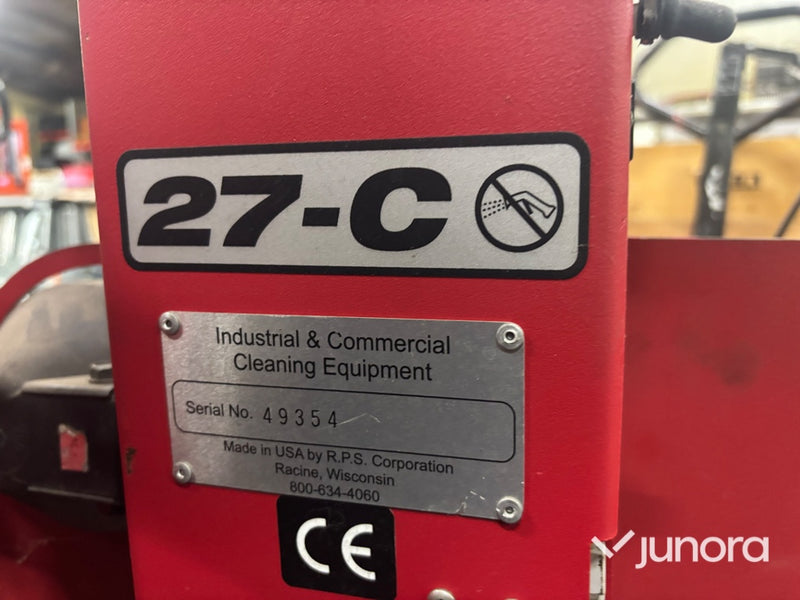 27-C
Industrial & Commercial
Cleaning Equipment
Serial No. 49354
Made in USA by R.P.S. Corporation
Racine, Wisconsin
800-634-4060
CE
junora